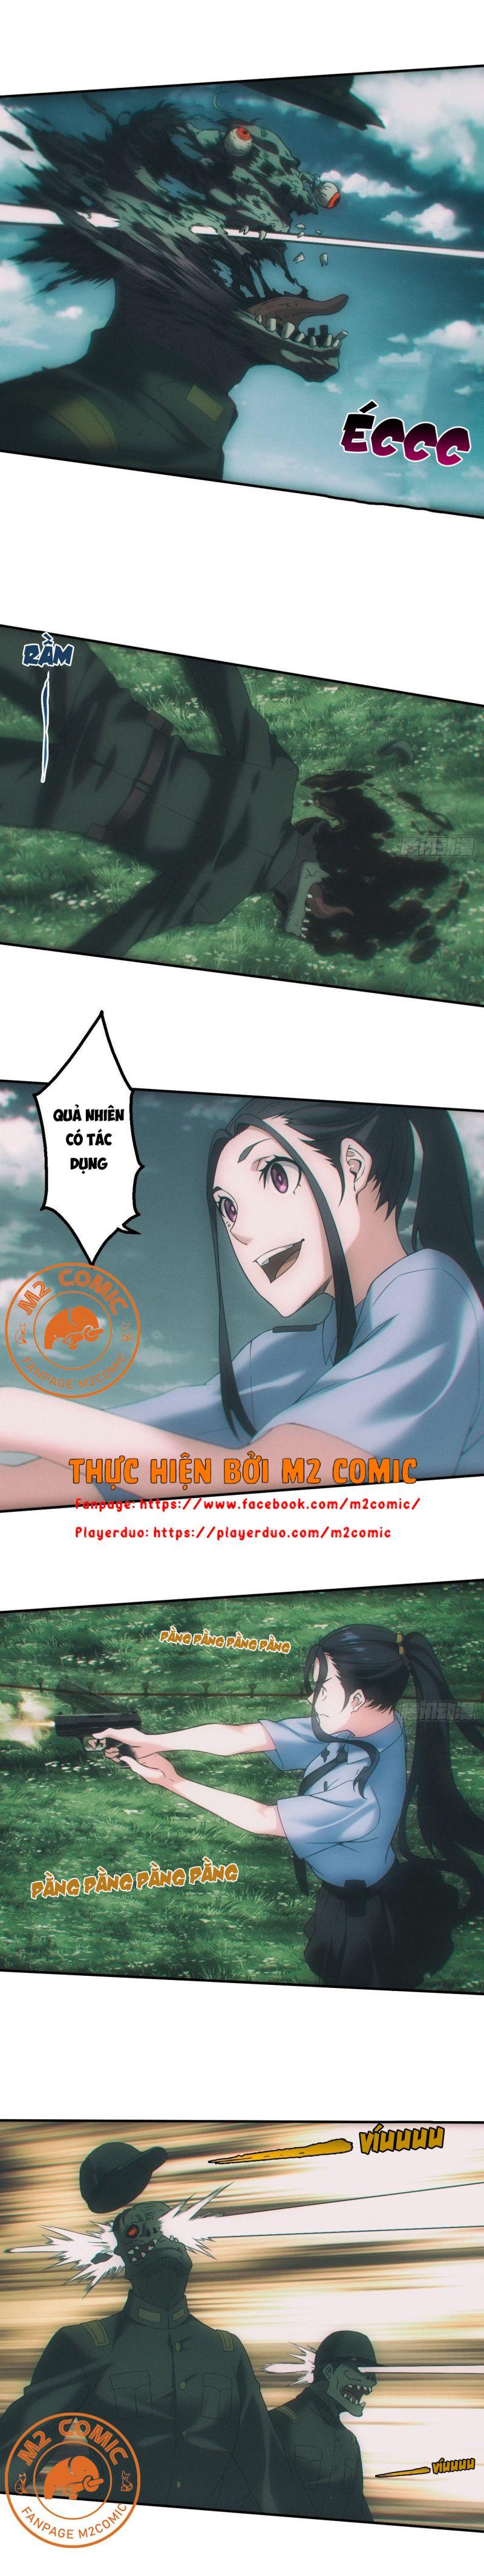 ÉCCC
RẦM
QUẢ NHIÊN
CÓ TÁC
DỤNG
M2 COMIC
FANPAGE M2COMIC
THỰC HIỆN BỞI M2 COMIC
Fanpage: https://www.facebook.com/m2comic/
Playerduo: https://playerduo.com/m2comic
PẰNG PẰNG PẰNG PẰNG
PẰNG PẰNG PẰNG PẰNG
VÍUUUU
VÍUUUU
M2 COMIC
FANPAGE M2COMIC